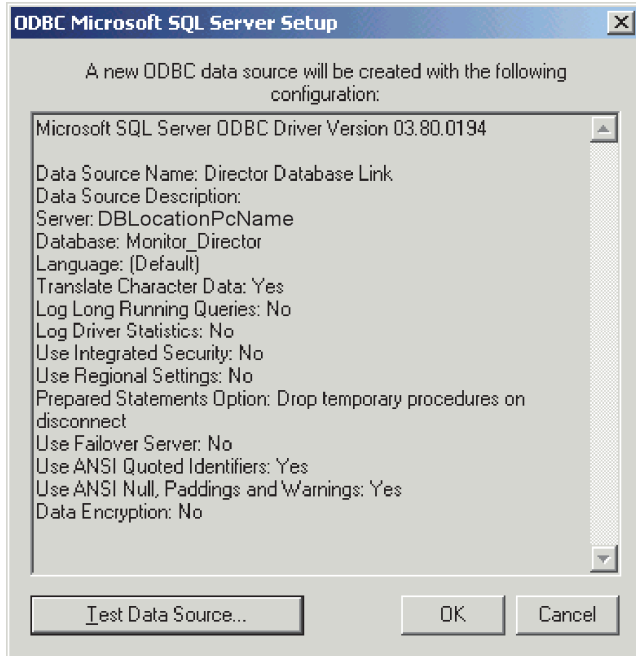 ODBC Microsoft SQL Server Setup
A new ODBC data source will be created with the following
configuration:
Microsoft SQL Server ODBC Driver Version 03.80.0194
Data Source Name: Director Database Link
Data Source Description:
Server: DBLocationPcName
Database: Monitor_Director
Language: (Default)
Translate Character Data: Yes
Log Long Running Queries: No
Log Driver Statistics: No
Use Integrated Security: No
Use Regional Settings: No
Prepared Statements Option: Drop temporary procedures on
disconnect
Use Failover Server: No
Use ANSI Quoted Identifiers: Yes
Use ANSI Null, Paddings and Warnings: Yes
Data Encryption: No
Test Data Source...
OK
Cancel